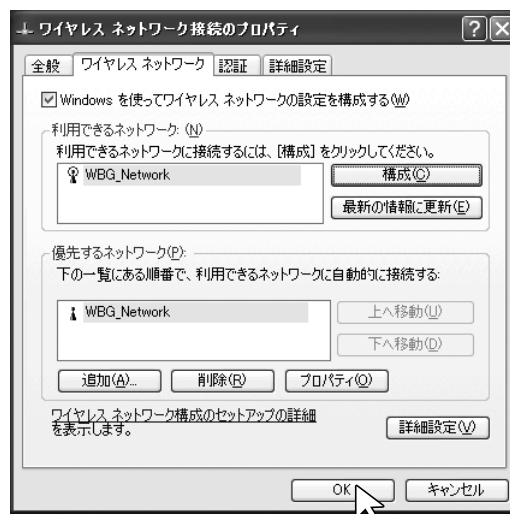 ワイヤレス ネットワーク接続のプロパティ
全般 ワイヤレス ネットワーク 認証 詳細設定
Windows を使ってワイヤレス ネットワークの設定を構成する(W)
利用できるネットワーク: (N)
利用できるネットワークに接続するには、[構成] をクリックしてください。
WBG_Network
構成(C)
最新の情報に更新(E)
優先するネットワーク(P):
下の一覧にある順番で、利用できるネットワークに自動的に接続する:
WBG_Network
上へ移動(U)
下へ移動(D)
追加(A)... 削除(R) プロパティ(O)
ワイヤレス ネットワーク構成のセットアップの詳細
を表示します。
詳細設定(V)
OK キャンセル